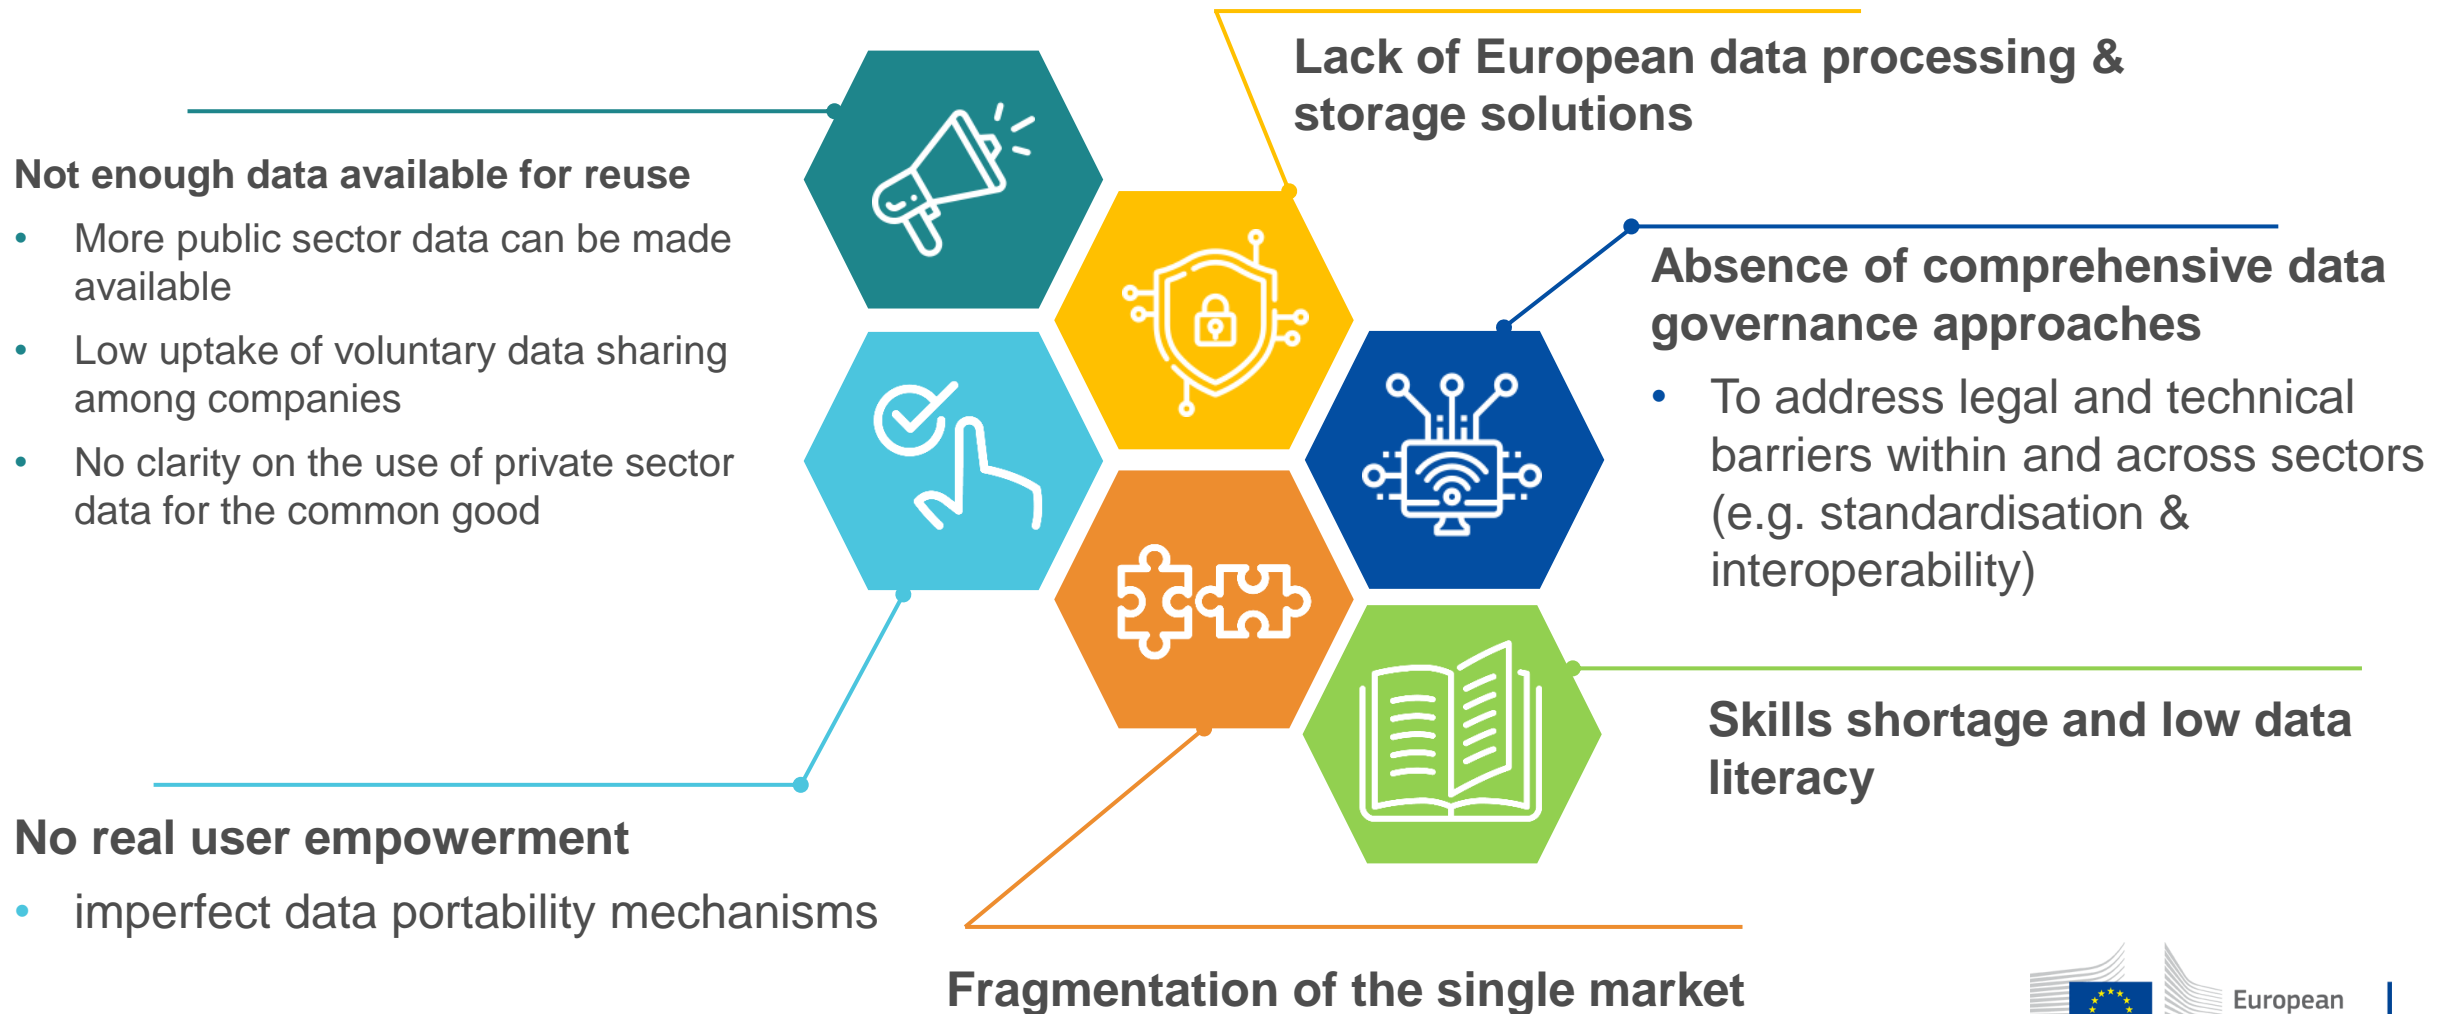 Lack of European data processing &
storage solutions
Not enough data available for reuse
• More public sector data can be made
available
• Low uptake of voluntary data sharing
among companies
• No clarity on the use of private sector
data for the common good
Absence of comprehensive data
governance approaches
• To address legal and technical
barriers within and across sectors
(e.g. standardisation &
interoperability)
Skills shortage and low data
literacy
No real user empowerment
• imperfect data portability mechanisms
Fragmentation of the single market
European